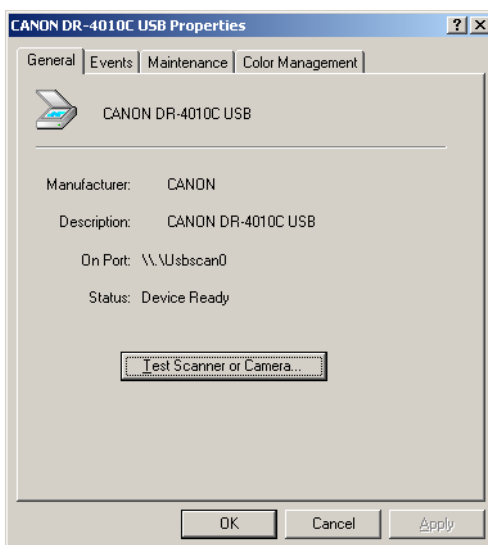 CANON DR-4010C USB Properties
? X
General Events Maintenance Color Management
CANON DR-4010C USB
Manufacturer: CANON
Description: CANON DR-4010C USB
On Port: \\.\Usbscan0
Status: Device Ready
Test Scanner or Camera...
OK Cancel Apply